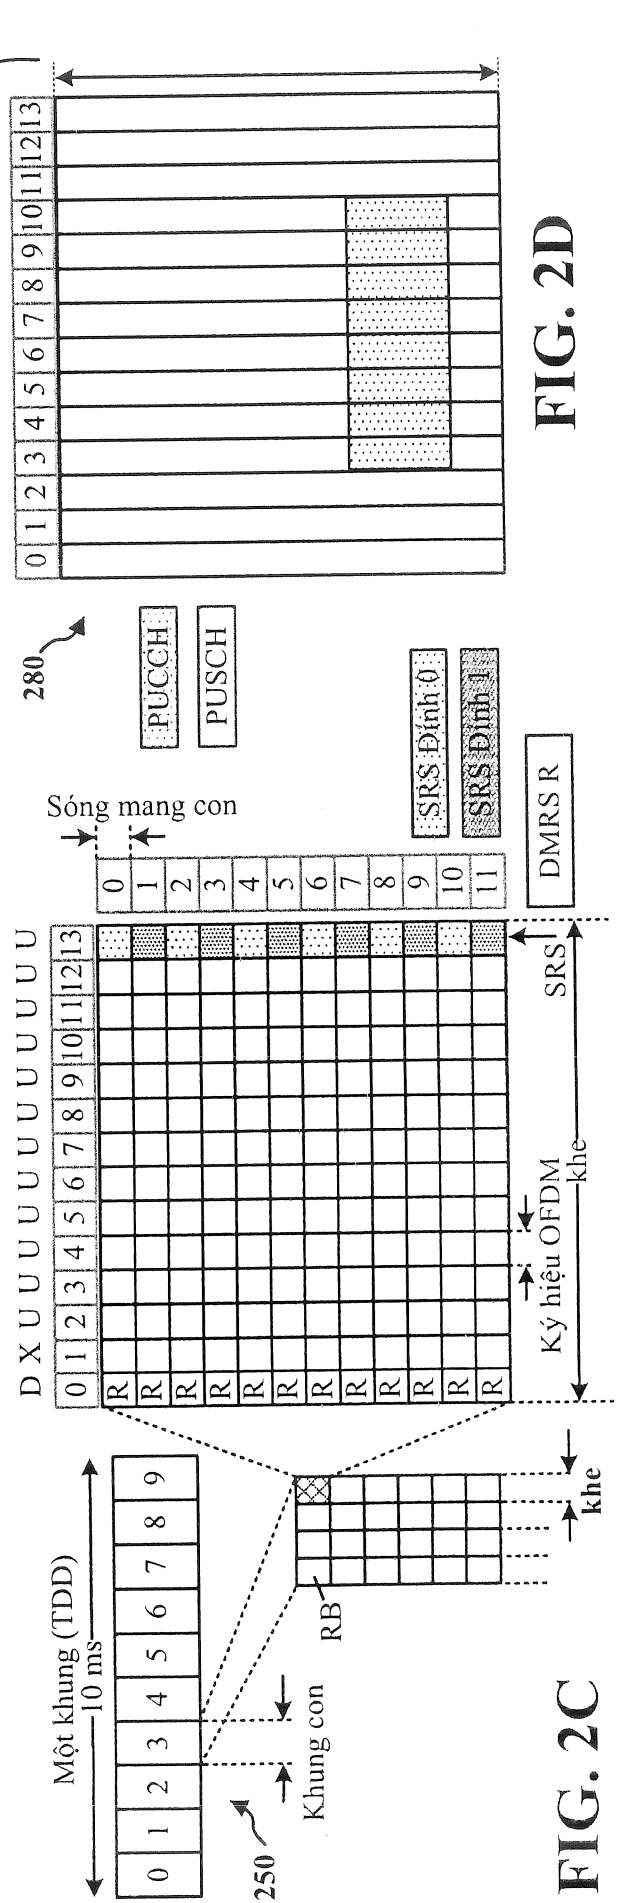 Một khung (TDD)
10 ms
0 1 2 3 4 5 6 7 8 9
Khung con
250
RB
khe
FIG. 2C
D X U U U U U U U U U U U U
0 1 2 3 4 5 6 7 8 9 10 11 12 13
R
R
R
R
R
R
R
R
R
R
R
R
Ký hiệu OFDM
khe
SRS
Sóng mang con
0
1
2
3
4
5
6
7
8
9
10
11
SRS Đỉnh 0
SRS Đỉnh 1
DMRS R
280
PUCCH
PUSCH
0 1 2 3 4 5 6 7 8 9 10 11 12 13
FIG. 2D